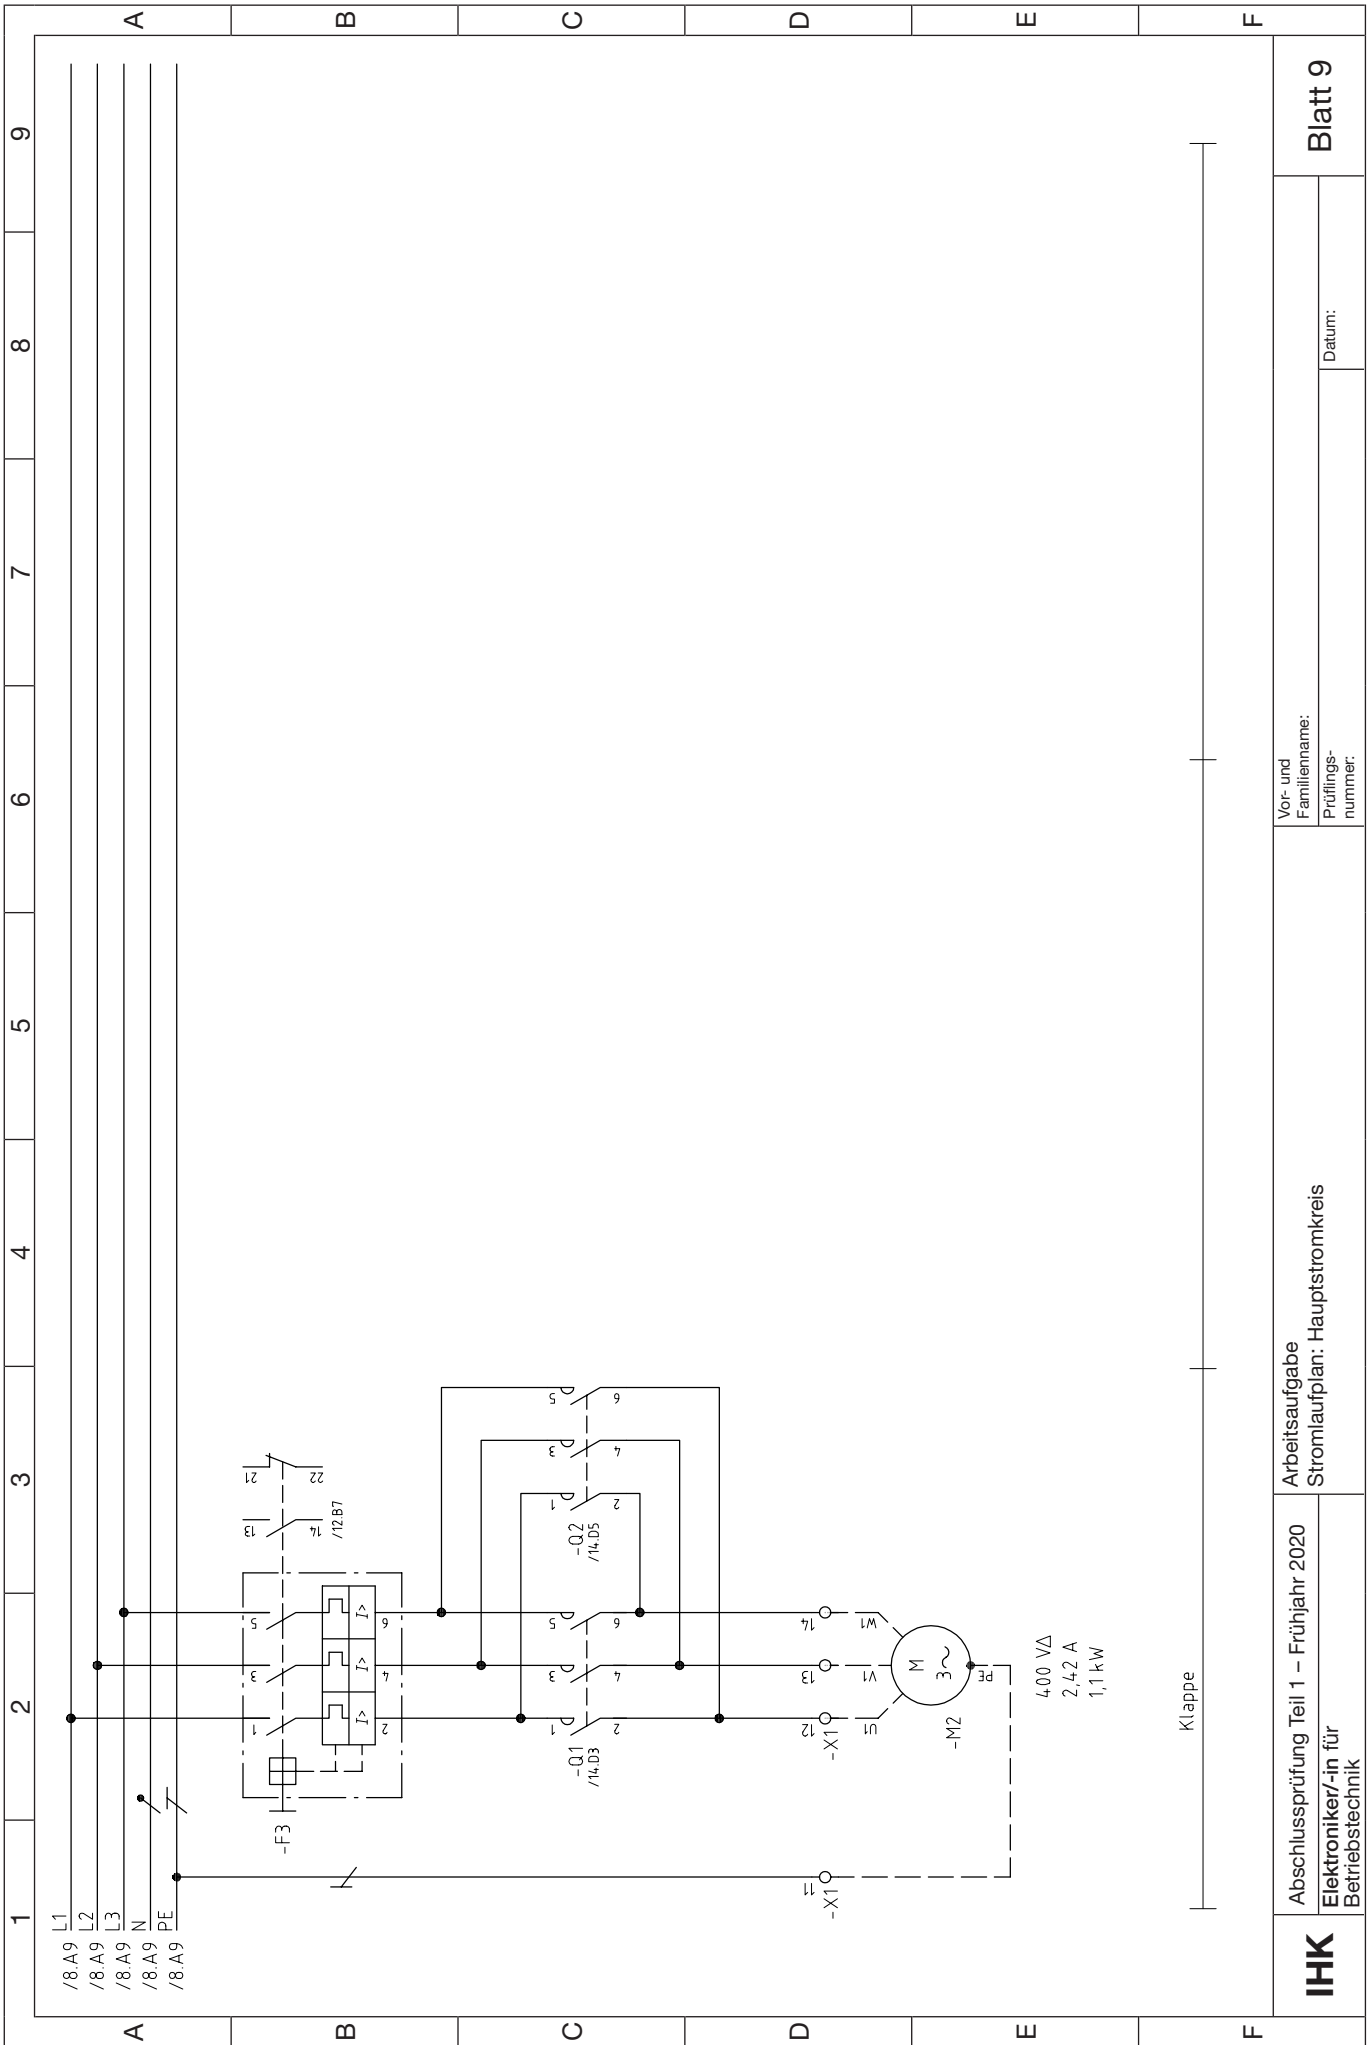 1 2 3 4 5 6 7 8 9
A A
B B
C C
D D
E E
F F
/8.A9 L1
/8.A9 L2
/8.A9 L3
/8.A9 N
/8.A9 PE
-F3
1 3 5 13 21
I> I> I>
2 4 6 14 22
/12.B7
-Q1
/14.D3
1 3 5
2 4 6
-Q2
/14.D5
1 3 5
2 4 6
-X1 11
-X1 12 13 14
U1 V1 W1
-M2
M
3~
PE
400 VΔ
2,42 A
1,1 kW
Klappe
IHK
Abschlussprüfung Teil 1 – Frühjahr 2020
Elektroniker/-in für
Betriebstechnik
Arbeitsaufgabe
Stromlaufplan: Hauptstromkreis
Vor- und
Familienname:
Prüflings-
nummer:
Datum:
Blatt 9